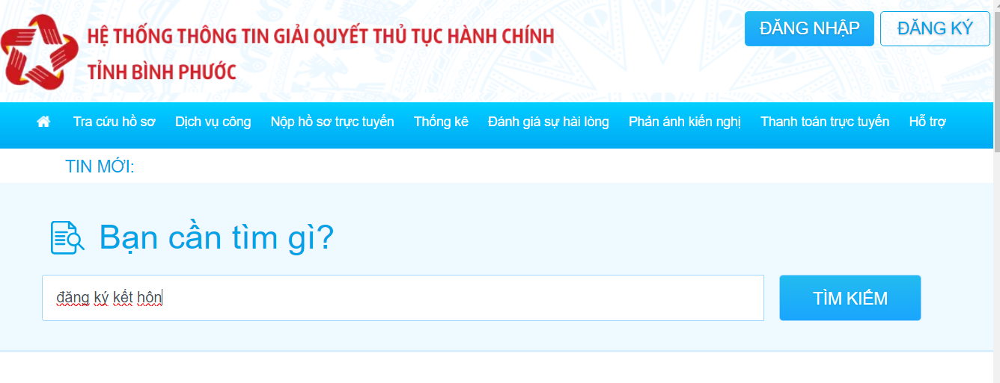 HỆ THỐNG THÔNG TIN GIẢI QUYẾT THỦ TỤC HÀNH CHÍNH
TỈNH BÌNH PHƯỚC
ĐĂNG NHẬP ĐĂNG KÝ
Tra cứu hồ sơ Dịch vụ công Nộp hồ sơ trực tuyến Thống kê Đánh giá sự hài lòng Phản ánh kiến nghị Thanh toán trực tuyến Hỗ trợ
TIN MỚI:
Bạn cần tìm gì?
đăng ký kết hôn TÌM KIẾM